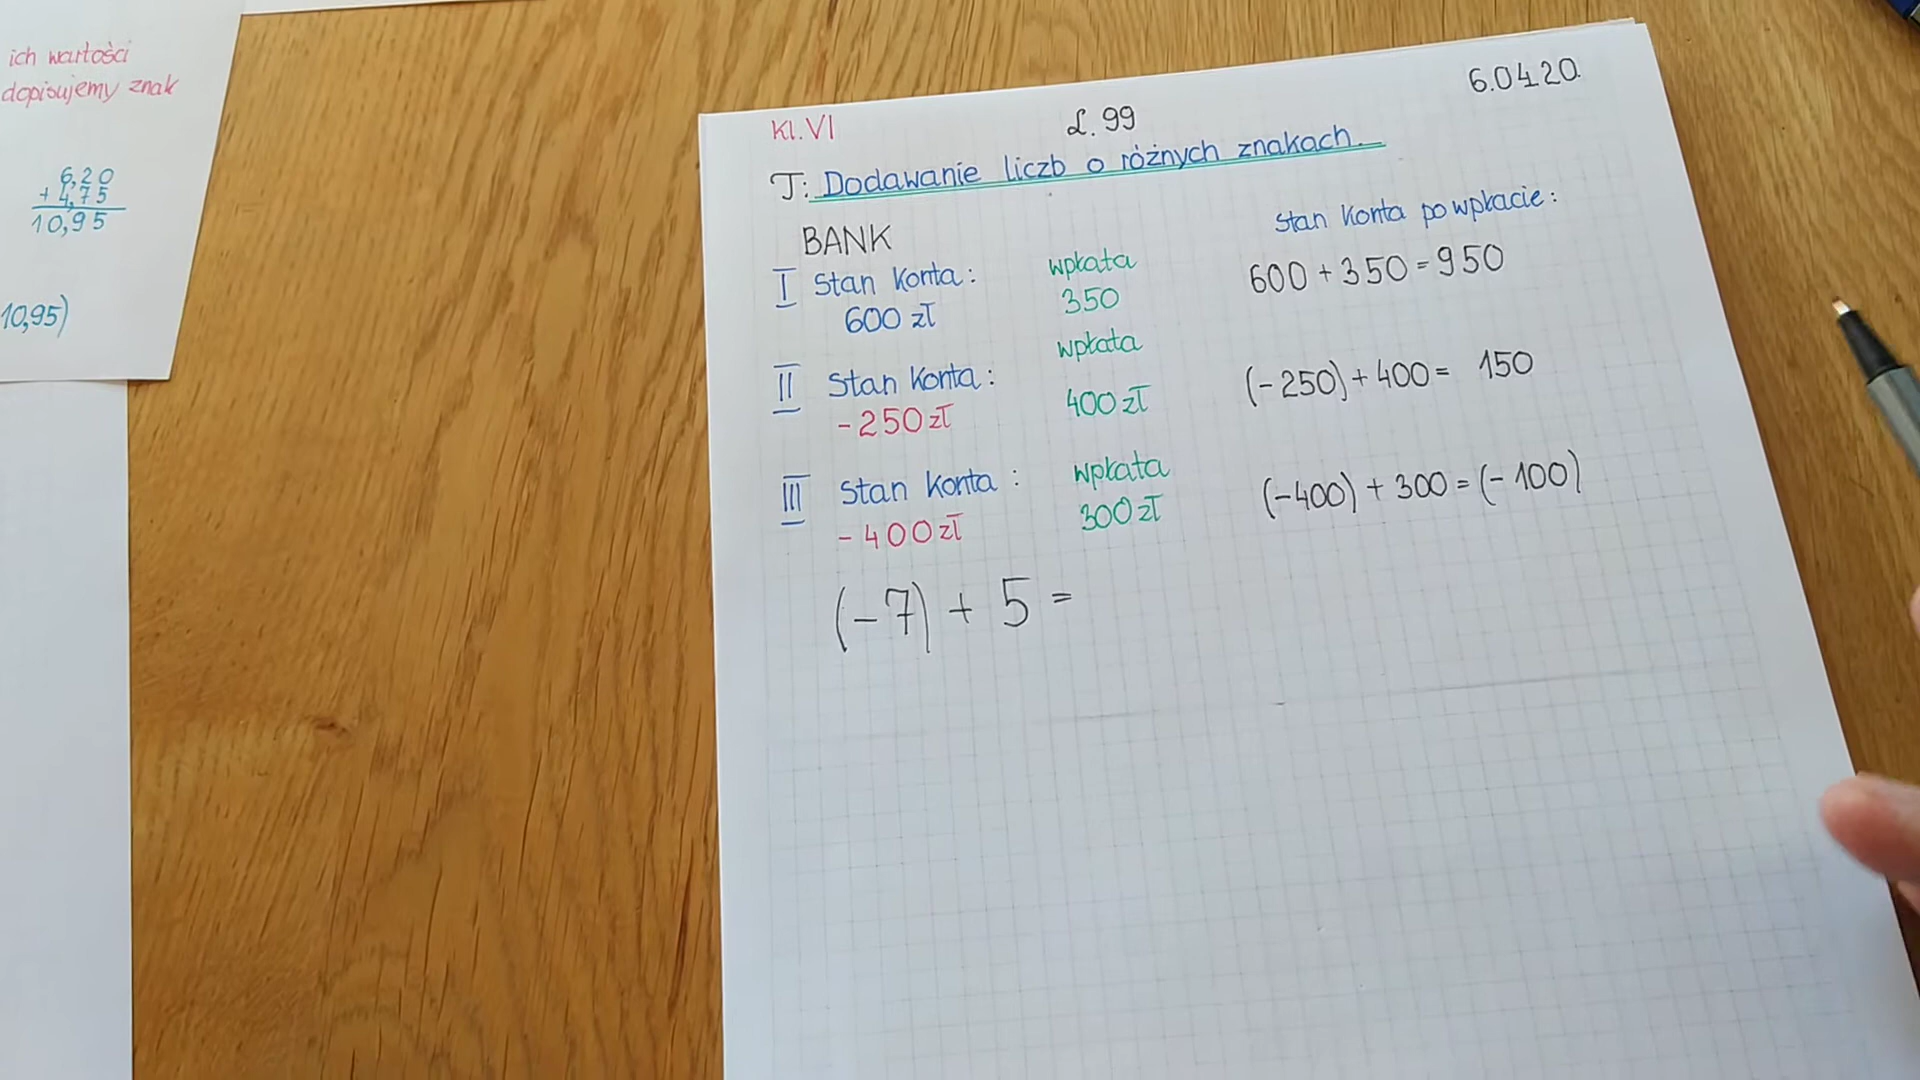 ich wartości
dopisujemy znak
6,20
+ 4,75
10,95
10,95)
Kl. VI
L. 99
6.04.20.
T: Dodawanie liczb o różnych znakach.
BANK
Stan konta po wpłacie:
I Stan konta: wpłata
600 zł 350
600 + 350 = 950
wpłata
II Stan konta:
-250 zł 400 zł
(-250) + 400 = 150
III Stan konta: wpłata
-400 zł 300 zł
(-400) + 300 = (-100)
(-7) + 5 =